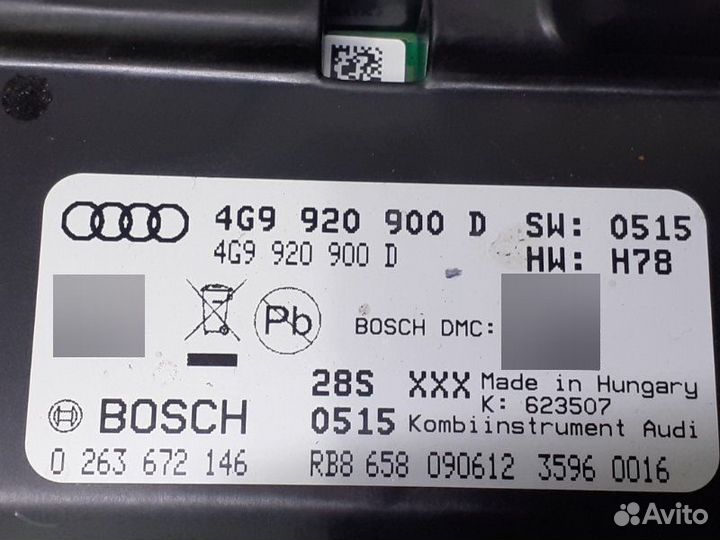 4G9 920 900 D SW: 0515
4G9 920 900 D HW: H78
Pb BOSCH DMC:
28S XXX Made in Hungary
K: 623507
BOSCH 0515 Kombiinstrument Audi
0 263 672 146 RB8 658 090612 3596 0016
Avito